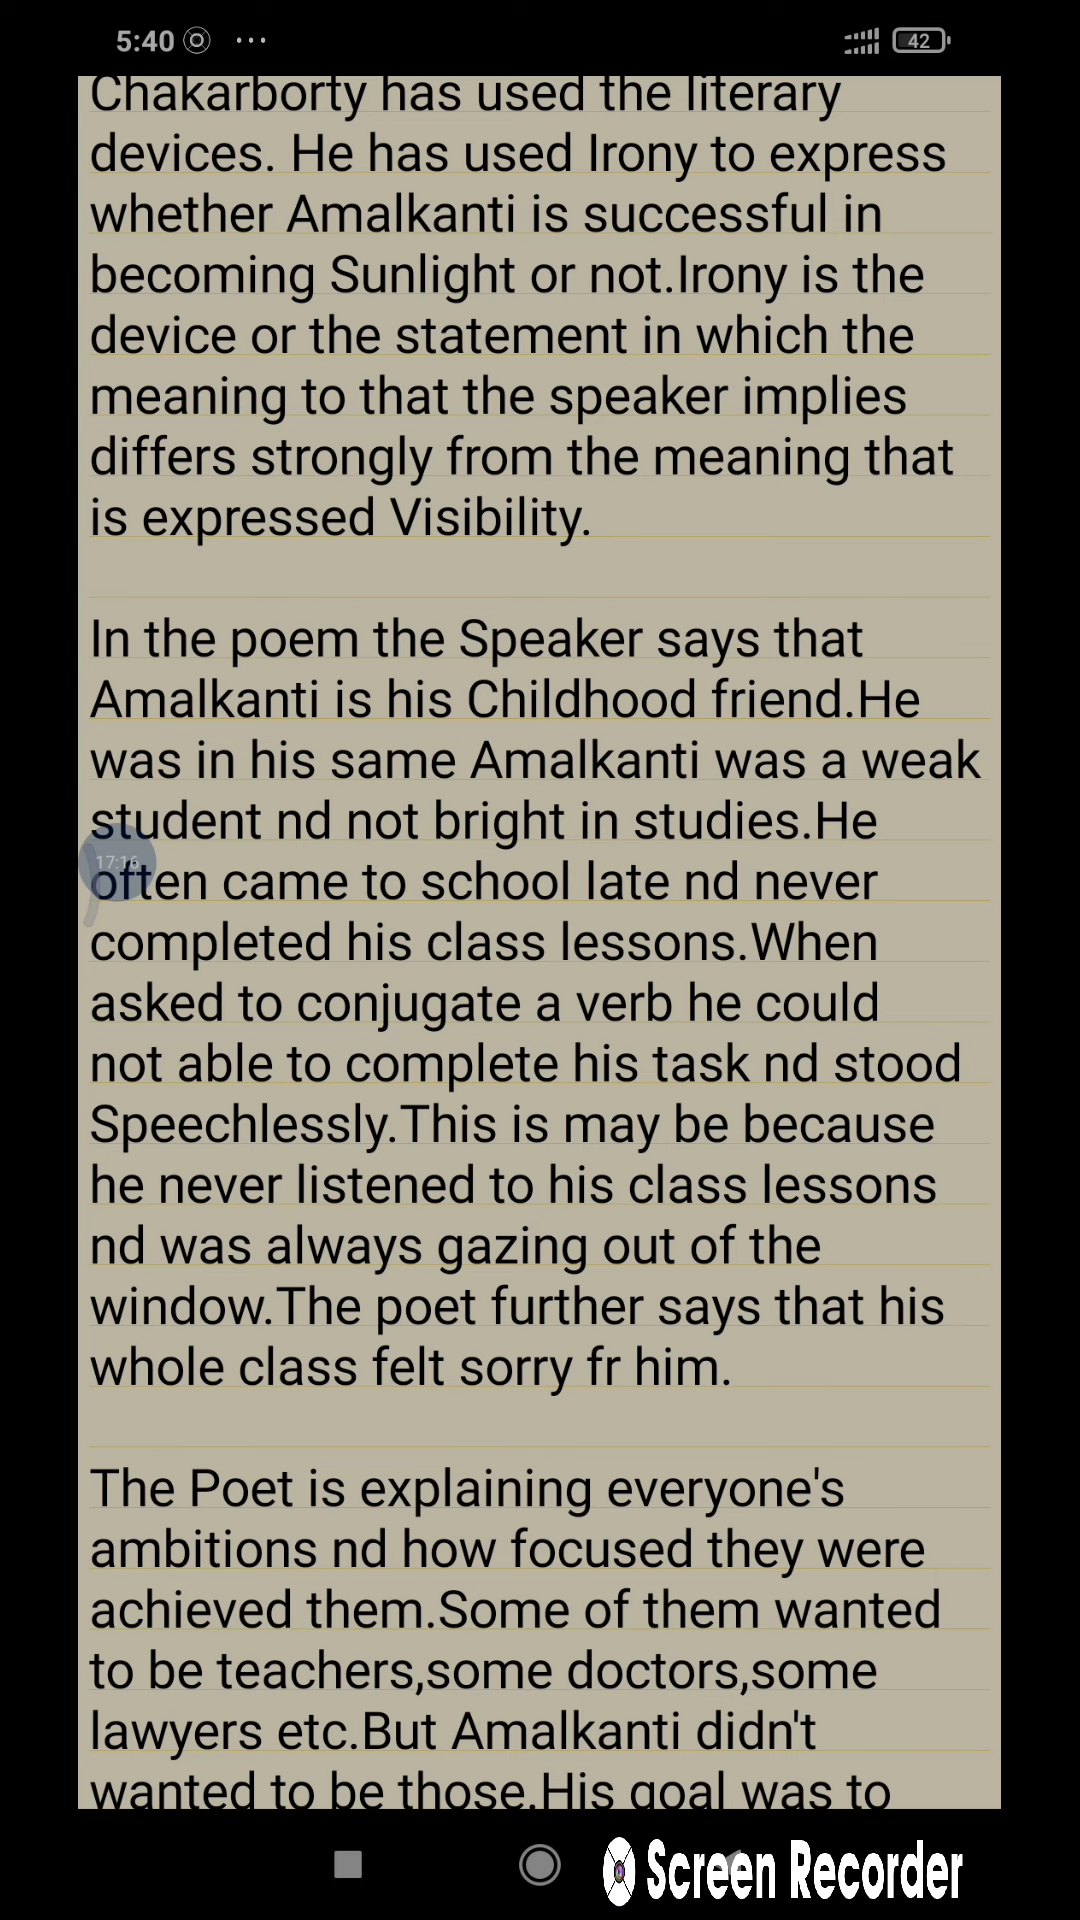 5:40
42
Chakarborty has used the literary
devices. He has used Irony to express
whether Amalkanti is successful in
becoming Sunlight or not.Irony is the
device or the statement in which the
meaning to that the speaker implies
differs strongly from the meaning that
is expressed Visibility.
In the poem the Speaker says that
Amalkanti is his Childhood friend.He
was in his same Amalkanti was a weak
student nd not bright in studies.He
17:16
often came to school late nd never
completed his class lessons.When
asked to conjugate a verb he could
not able to complete his task nd stood
Speechlessly.This is may be because
he never listened to his class lessons
nd was always gazing out of the
window.The poet further says that his
whole class felt sorry fr him.
The Poet is explaining everyone's
ambitions nd how focused they were
achieved them.Some of them wanted
to be teachers,some doctors,some
lawyers etc.But Amalkanti didn't
wanted to be those.His goal was to
Screen Recorder